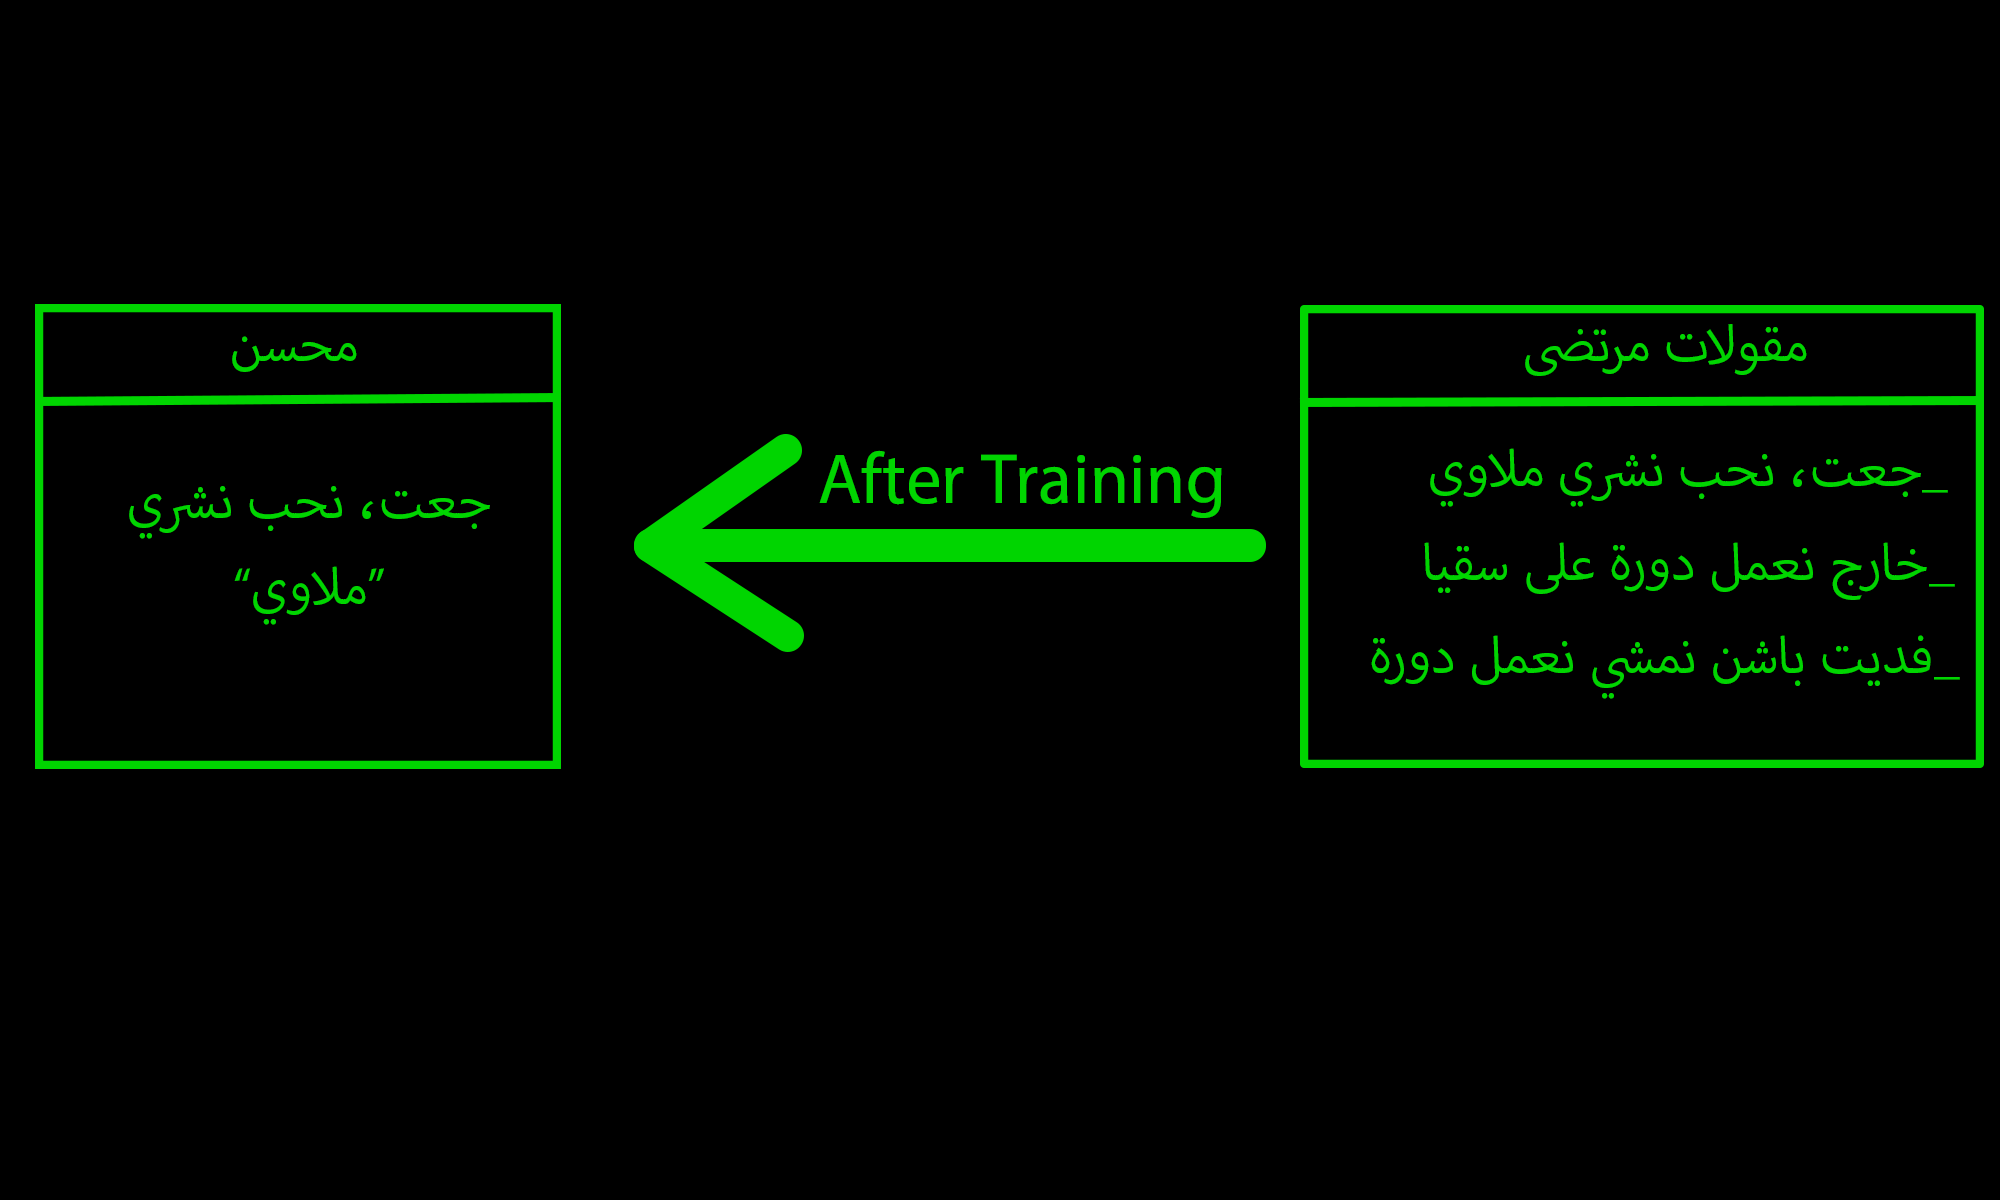 مقولات مرتضى
_جعت، نحب نشري ملاوي
_خارج نعمل دورة على سقيا
_فديت باشن نمشي نعمل دورة
After Training
محسن
جعت، نحب نشري
”ملاوي“